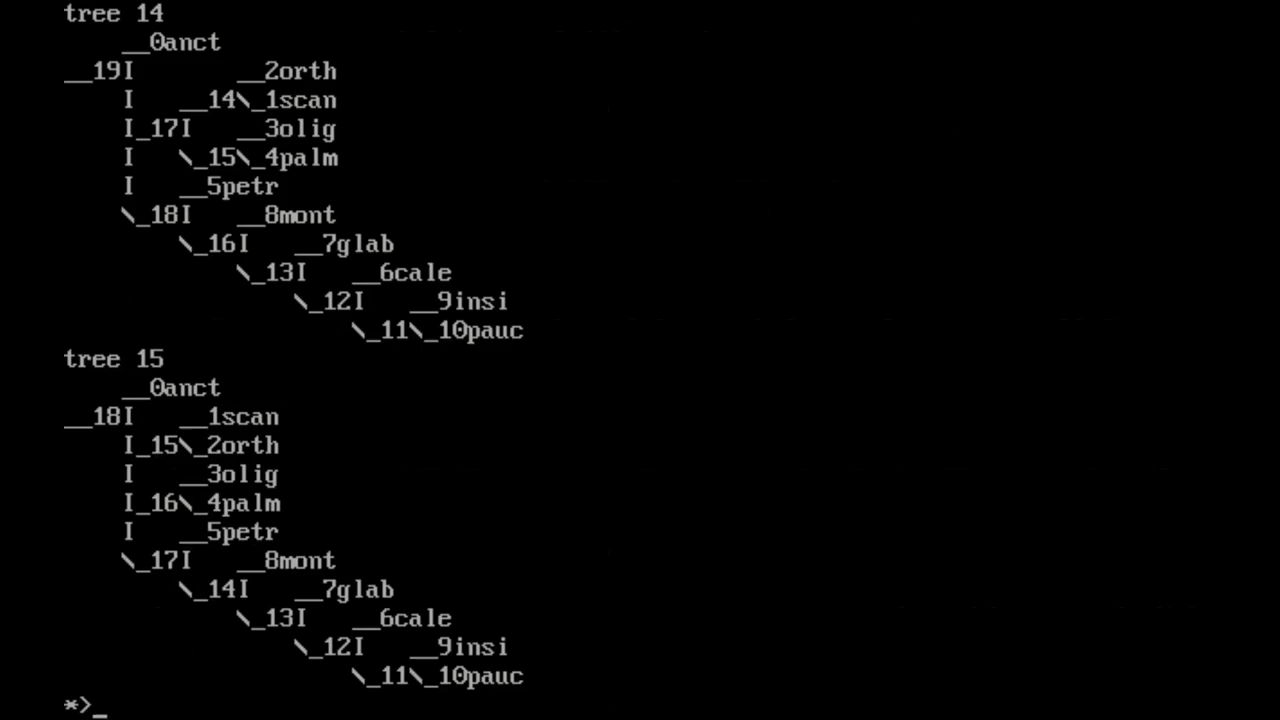 tree 14
    __0anct
__19I       __2orth
    I   __14\_1scan
    I_17I   __3olig
    I   \_15\_4palm
    I   __5petr
    \_18I   __8mont
        \_16I   __7glab
            \_13I   __6cale
                \_12I   __9insi
                    \_11\_10pauc
tree 15
    __0anct
__18I   __1scan
    I_15\_2orth
    I   __3olig
    I_16\_4palm
    I   __5petr
    \_17I   __8mont
        \_14I   __7glab
            \_13I   __6cale
                \_12I   __9insi
                    \_11\_10pauc
*>_